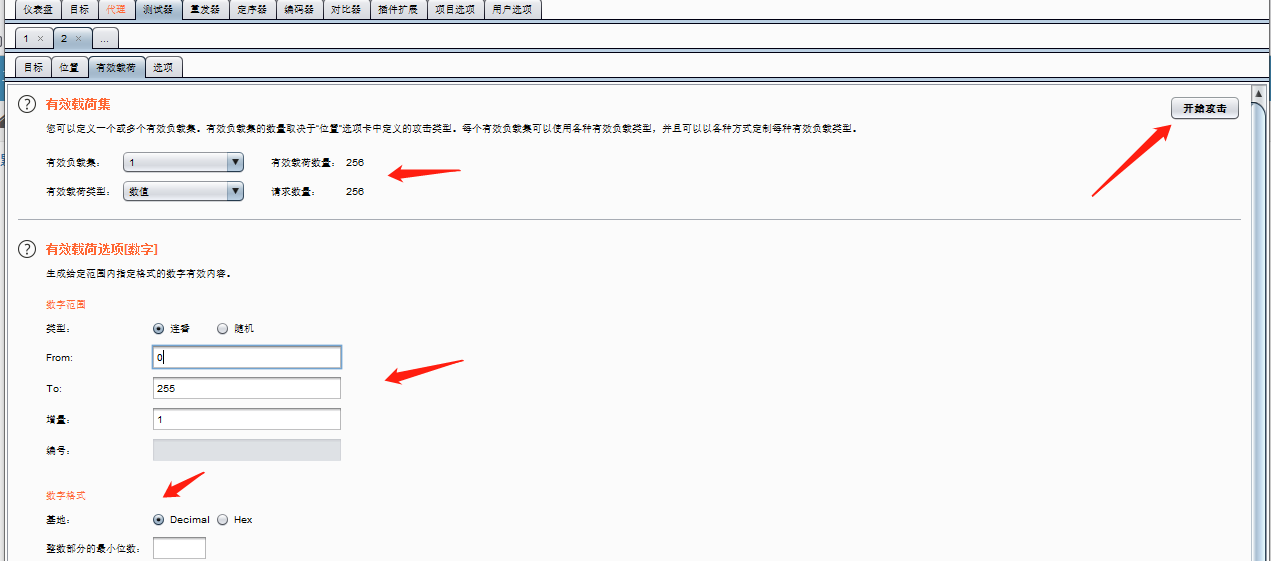 仪表盘 目标 代理 测试器 重发器 定序器 编码器 对比器 插件扩展 项目选项 用户选项
1 × 2 × ...
目标 位置 有效载荷 选项
? 有效载荷集 开始攻击
您可以定义一个或多个有效负载集。有效负载集的数量取决于“位置”选项卡中定义的攻击类型。每个有效负载集可以使用各种有效负载类型，并且可以以各种方式定制每种有效负载类型。
有效负载集： 1 有效载荷数量： 256
有效载荷类型： 数值 请求数量： 256
? 有效载荷选项[数字]
生成给定范围内指定格式的数字有效内容。
数字范围
类型： 连番 随机
From: 0
To: 255
增量： 1
编号：
数字格式
基地： Decimal Hex
整数部分的最小位数：